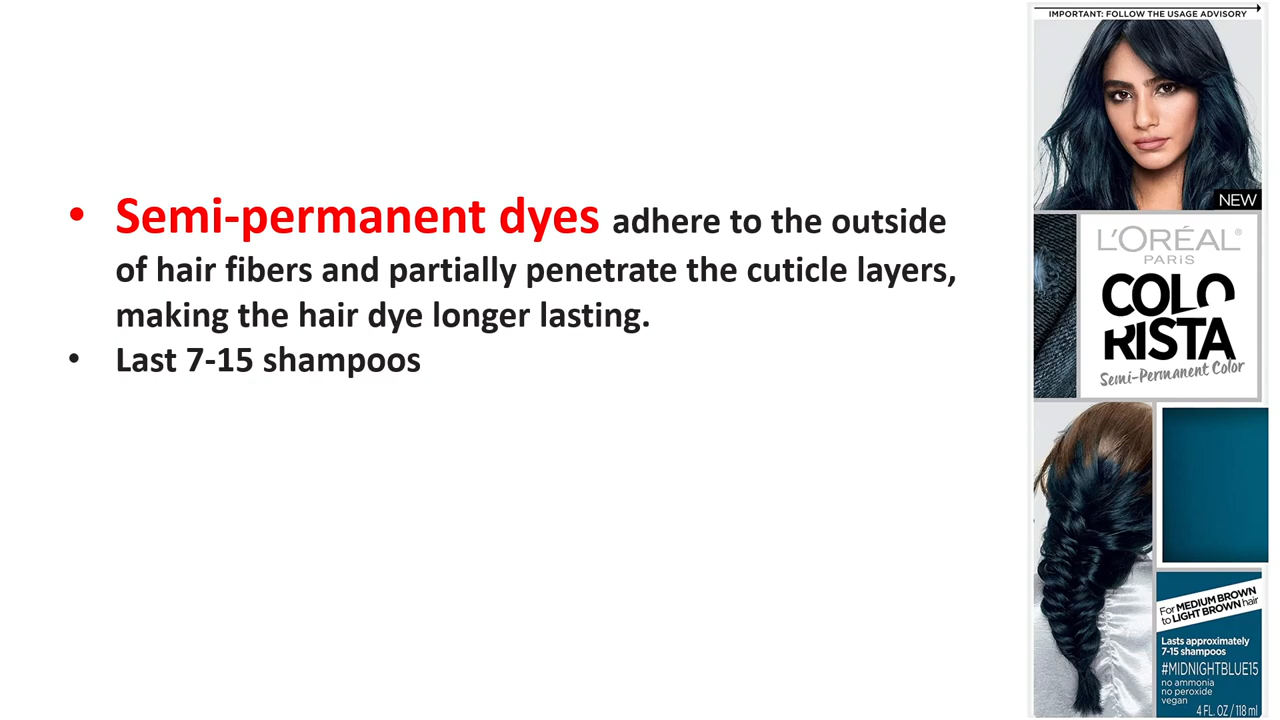 • Semi-permanent dyes adhere to the outside
of hair fibers and partially penetrate the cuticle layers,
making the hair dye longer lasting.
• Last 7-15 shampoos
IMPORTANT: FOLLOW THE USAGE ADVISORY
NEW
L'ORÉAL®
PARIS
COLO
RISTA
Semi-Permanent Color
For MEDIUM BROWN
to LIGHT BROWN hair
Lasts approximately
7-15 shampoos
#MIDNIGHTBLUE15
no ammonia
no peroxide
vegan
4 FL. OZ / 118 ml